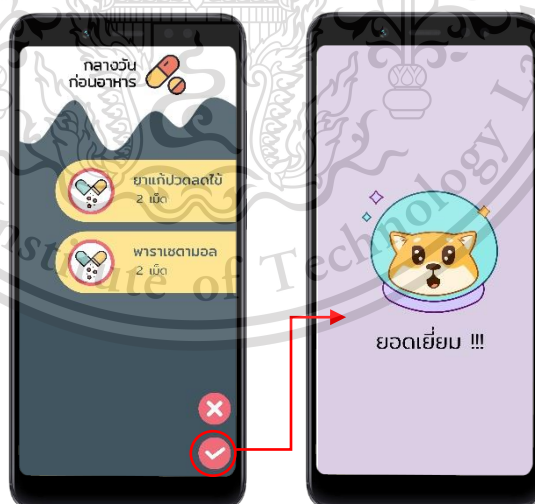 กลางวัน
ก่อนอาหาร
ยาแก้ปวดลดไข้
2 เม็ด
พาราเซตามอล
2 เม็ด
ยอดเยี่ยม !!!
of Technology